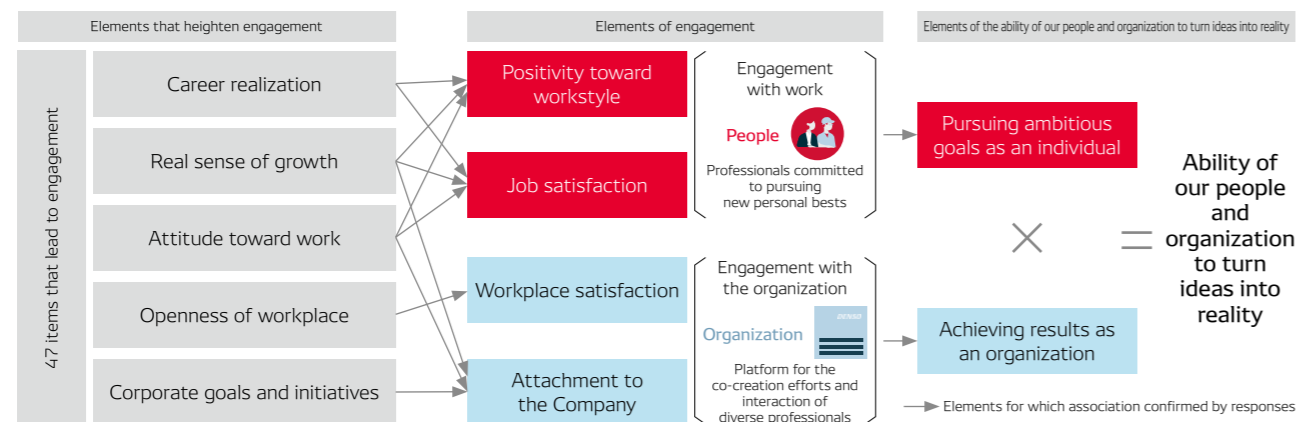 Elements that heighten engagement
Elements of engagement
Elements of the ability of our people and organization to turn ideas into reality
47 items that lead to engagement
Career realization
Real sense of growth
Attitude toward work
Openness of workplace
Corporate goals and initiatives
Positivity toward
workstyle
Job satisfaction
Workplace satisfaction
Attachment to
the Company
Engagement
with work
People
Professionals committed
to pursuing
new personal bests
Engagement with
the organization
DENSO
Organization
Platform for the
co-creation efforts and
interaction of
diverse professionals
Pursuing ambitious
goals as an individual
×
Achieving results as
an organization
=
Ability of
our people
and
organization
to turn
ideas into
reality
Elements for which association confirmed by responses